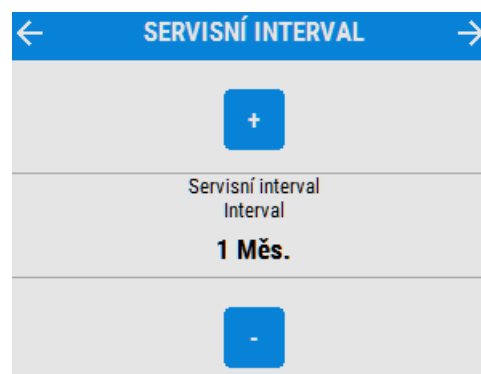 ← SERVISNÍ INTERVAL →
+
Servisní interval
Interval
1 Měs.
-